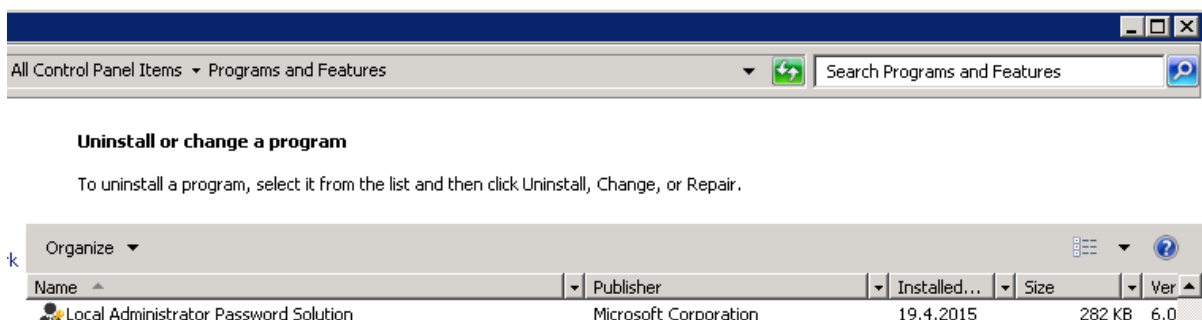 All Control Panel Items Programs and Features Search Programs and Features
Uninstall or change a program
To uninstall a program, select it from the list and then click Uninstall, Change, or Repair.
Organize
rk
Name Publisher Installed... Size Ver
Local Administrator Password Solution Microsoft Corporation 19.4.2015 282 KB 6.0